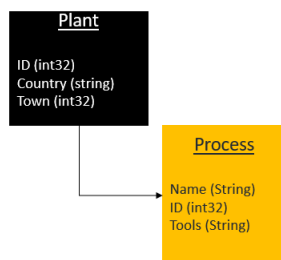 Plant
ID (int32)
Country (string)
Town (int32)
Process
Name (String)
ID (int32)
Tools (String)